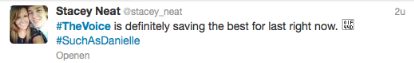 Stacey Neat @stacey_neat 2u
#TheVoice is definitely saving the best for last right now.
#SuchAsDanielle
Openen